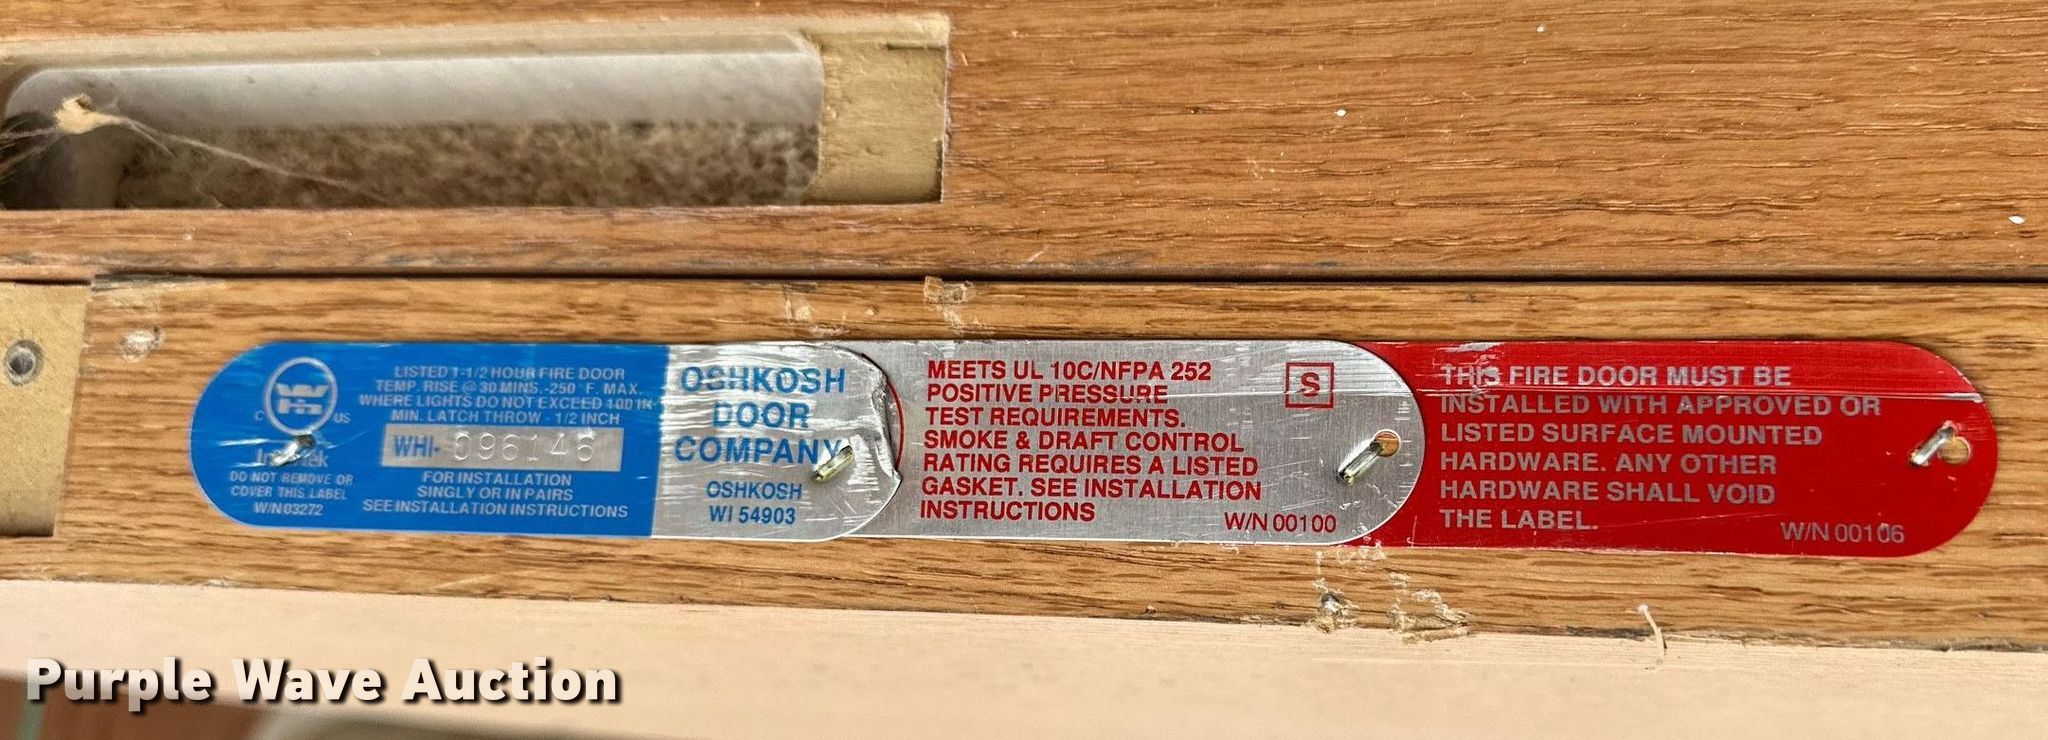 LISTED 1-1/2 HOUR FIRE DOOR
TEMP. RISE @ 30 MINS.-250 °F. MAX.
WHERE LIGHTS DO NOT EXCEED 100 IN
MIN. LATCH THROW - 1/2 INCH
WH
C US
WHI- 096146
Intertek
DO NOT REMOVE OR
COVER THIS LABEL
W/N 03272
FOR INSTALLATION
SINGLY OR IN PAIRS
SEE INSTALLATION INSTRUCTIONS
OSHKOSH
DOOR
COMPANY
OSHKOSH
WI 54903
MEETS UL 10C/NFPA 252
POSITIVE PRESSURE
TEST REQUIREMENTS.
SMOKE & DRAFT CONTROL
RATING REQUIRES A LISTED
GASKET. SEE INSTALLATION
INSTRUCTIONS
S
W/N 00100
THIS FIRE DOOR MUST BE
INSTALLED WITH APPROVED OR
LISTED SURFACE MOUNTED
HARDWARE. ANY OTHER
HARDWARE SHALL VOID
THE LABEL.
W/N 00106
Purple Wave Auction